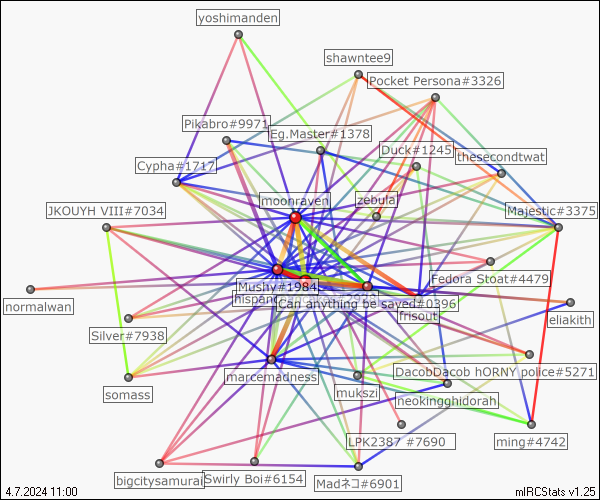 yoshimanden
shawntee9
Pocket Persona#3326
Pikabro#9971
Eg.Master#1378
Duck#1245
thesecondtwat
Cypha#1717
moonraven
zebula
JKOUYH VIII#7034
Majestic#3375
Fedora Stoat#4479
Mushy#1984
hispano
Can anything be sayed#0396
normalwan
frisout
eliakith
Silver#7938
DacobDacob hORNY police#5271
marcemadness
somass
mukszi
neokingghidorah
LPK2387 #7690
ming#4742
bigcitysamurai
Swirly Boi#6154
Madネコ#6901
4.7.2024 11:00
mIRCStats v1.25